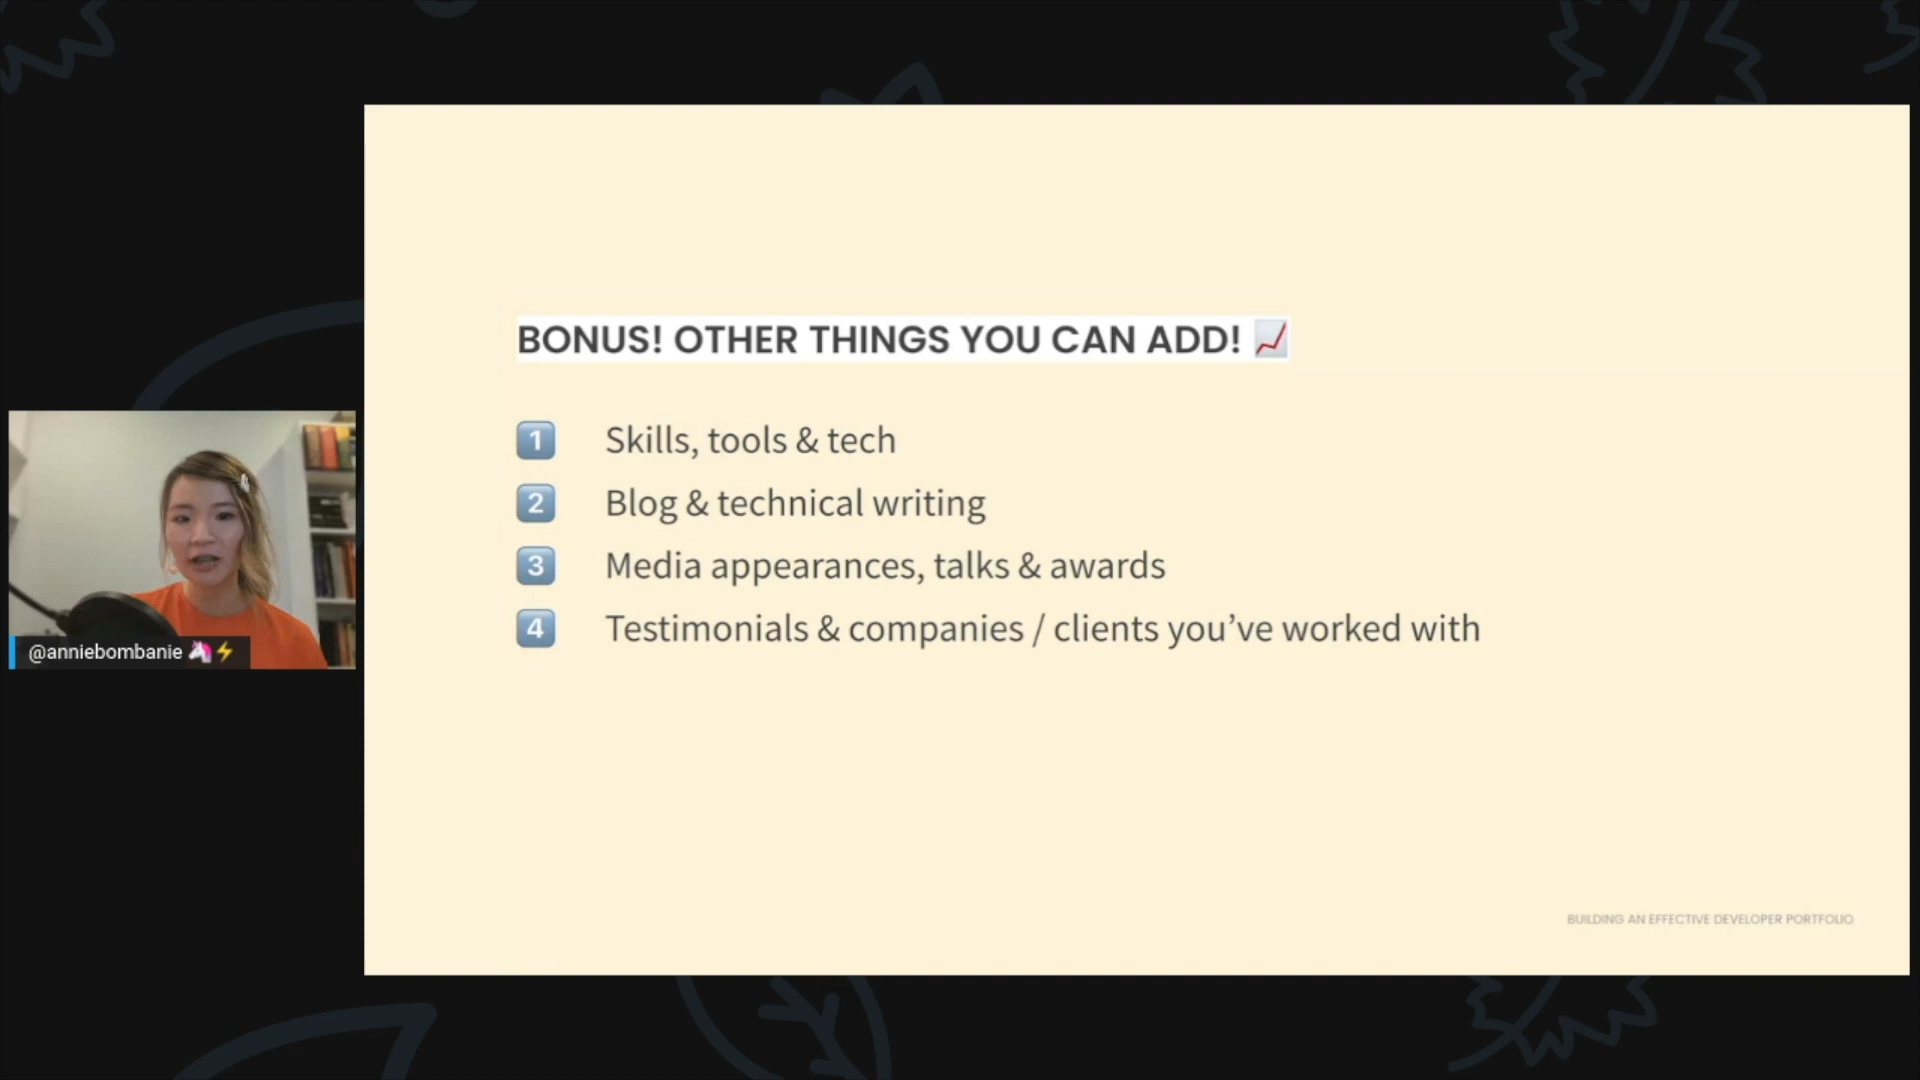 BONUS! OTHER THINGS YOU CAN ADD! 📈
1 Skills, tools & tech
2 Blog & technical writing
3 Media appearances, talks & awards
4 Testimonials & companies / clients you’ve worked with
@anniebombanie 🦄⚡
BUILDING AN EFFECTIVE DEVELOPER PORTFOLIO